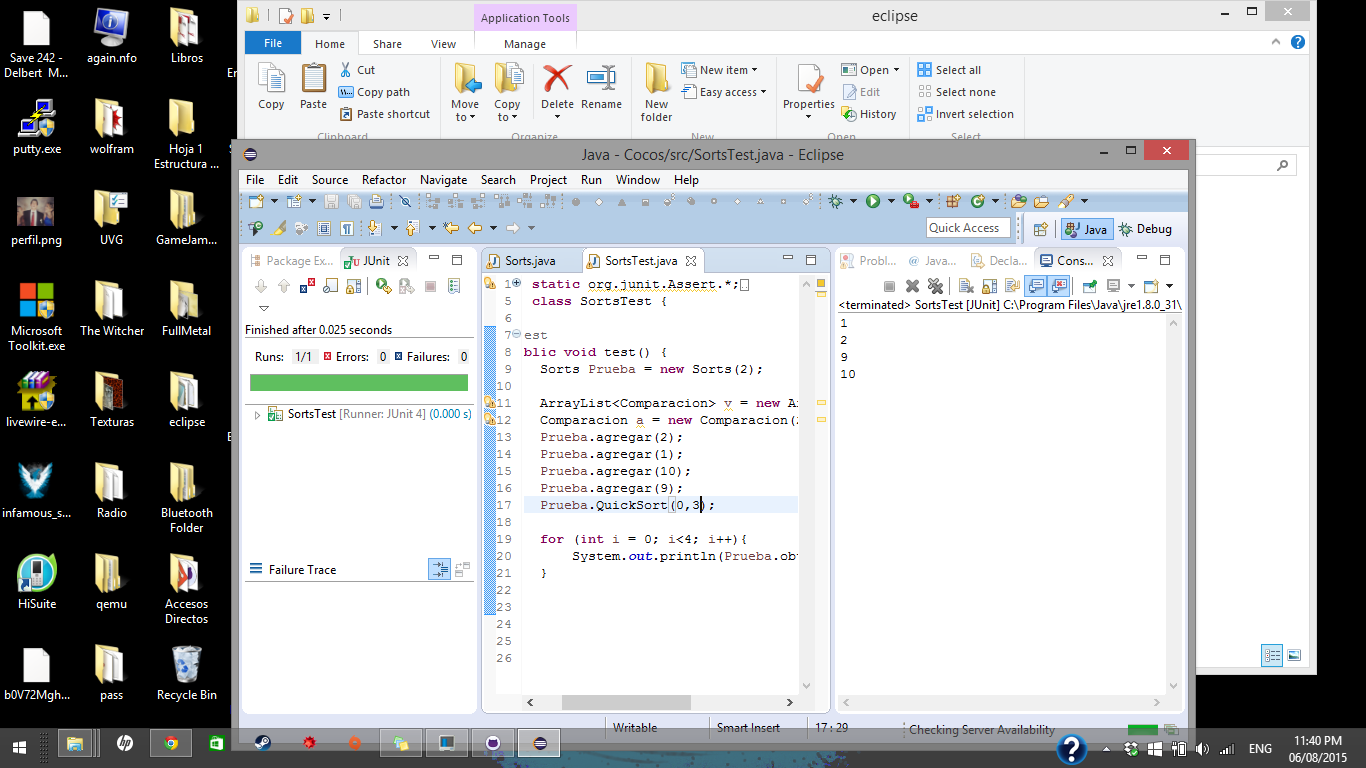 Save 242 -
Delbert M...
again.nfo
Libros
putty.exe
wolfram
Hoja 1
Estructura ...
perfil.png
UVG
GameJam...
Microsoft
Toolkit.exe
The Witcher
FullMetal
livewire-e...
Texturas
eclipse
infamous_s...
Radio
Bluetooth
Folder
HiSuite
qemu
Accesos
Directos
b0V72Mgh...
pass
Recycle Bin
Application Tools
eclipse
File
Home
Share
View
Manage
Copy
Paste
Cut
Copy path
Paste shortcut
Clipboard
Move
to
Copy
to
Delete
Rename
Organize
New
folder
New item
Easy access
New
Properties
Open
Edit
History
Open
Select all
Select none
Invert selection
Select
Java - Cocos/src/SortsTest.java - Eclipse
File Edit Source Refactor Navigate Search Project Run Window Help
Quick Access
Java
Debug
Package Ex...
JUnit
Finished after 0.025 seconds
Runs: 1/1 Errors: 0 Failures: 0
SortsTest [Runner: JUnit 4] (0.000 s)
Failure Trace
Sorts.java
SortsTest.java
1 static org.junit.Assert.*;
5 class SortsTest {
6
7 est
8 blic void test() {
9 Sorts Prueba = new Sorts(2);
10
11 ArrayList<Comparacion> v = new A
12 Comparacion a = new Comparacion(
13 Prueba.agregar(2);
14 Prueba.agregar(1);
15 Prueba.agregar(10);
16 Prueba.agregar(9);
17 Prueba.QuickSort(0,3);
18
19 for (int i = 0; i<4; i++){
20 System.out.println(Prueba.ob
21 }
22
23
24
25
26
Probl...
Java...
Decla...
Cons...
<terminated> SortsTest [JUnit] C:\Program Files\Java\jre1.8.0_31\
1
2
9
10
Writable
Smart Insert
17 : 29
Checking Server Availability
hp
ENG
11:40 PM
06/08/2015